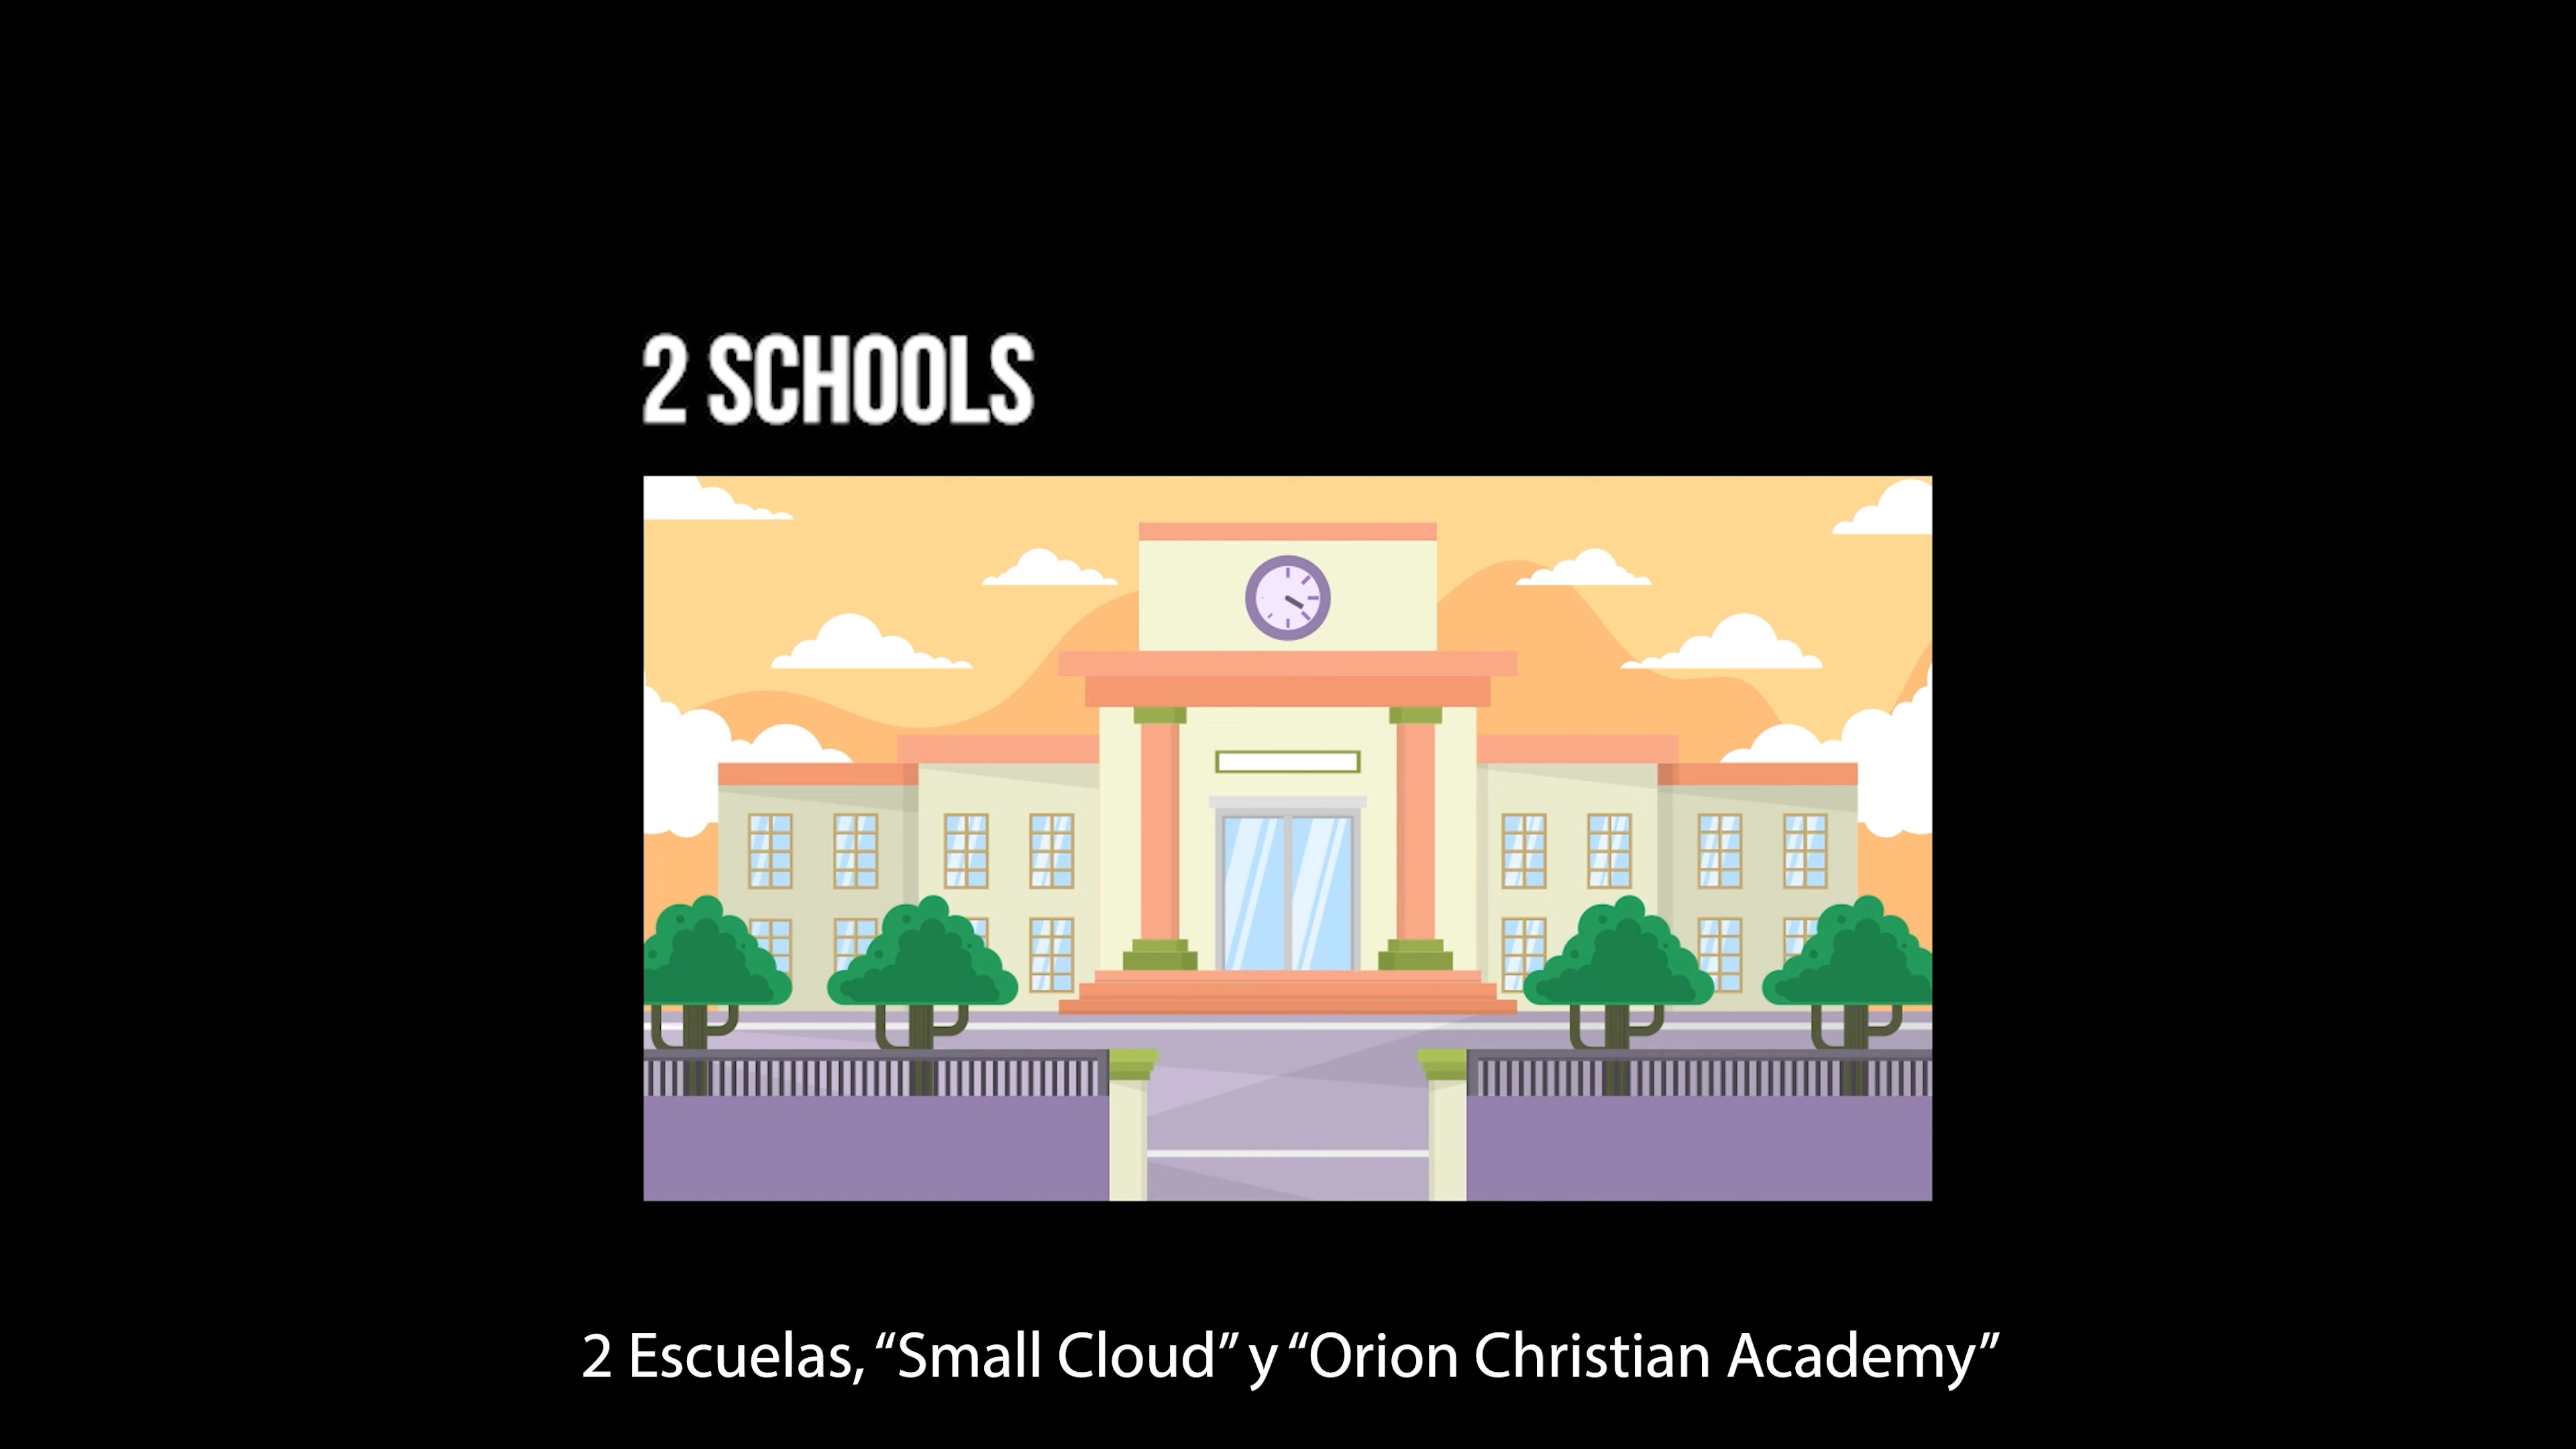 2 SCHOOLS
2 Escuelas, “Small Cloud” y “Orion Christian Academy”